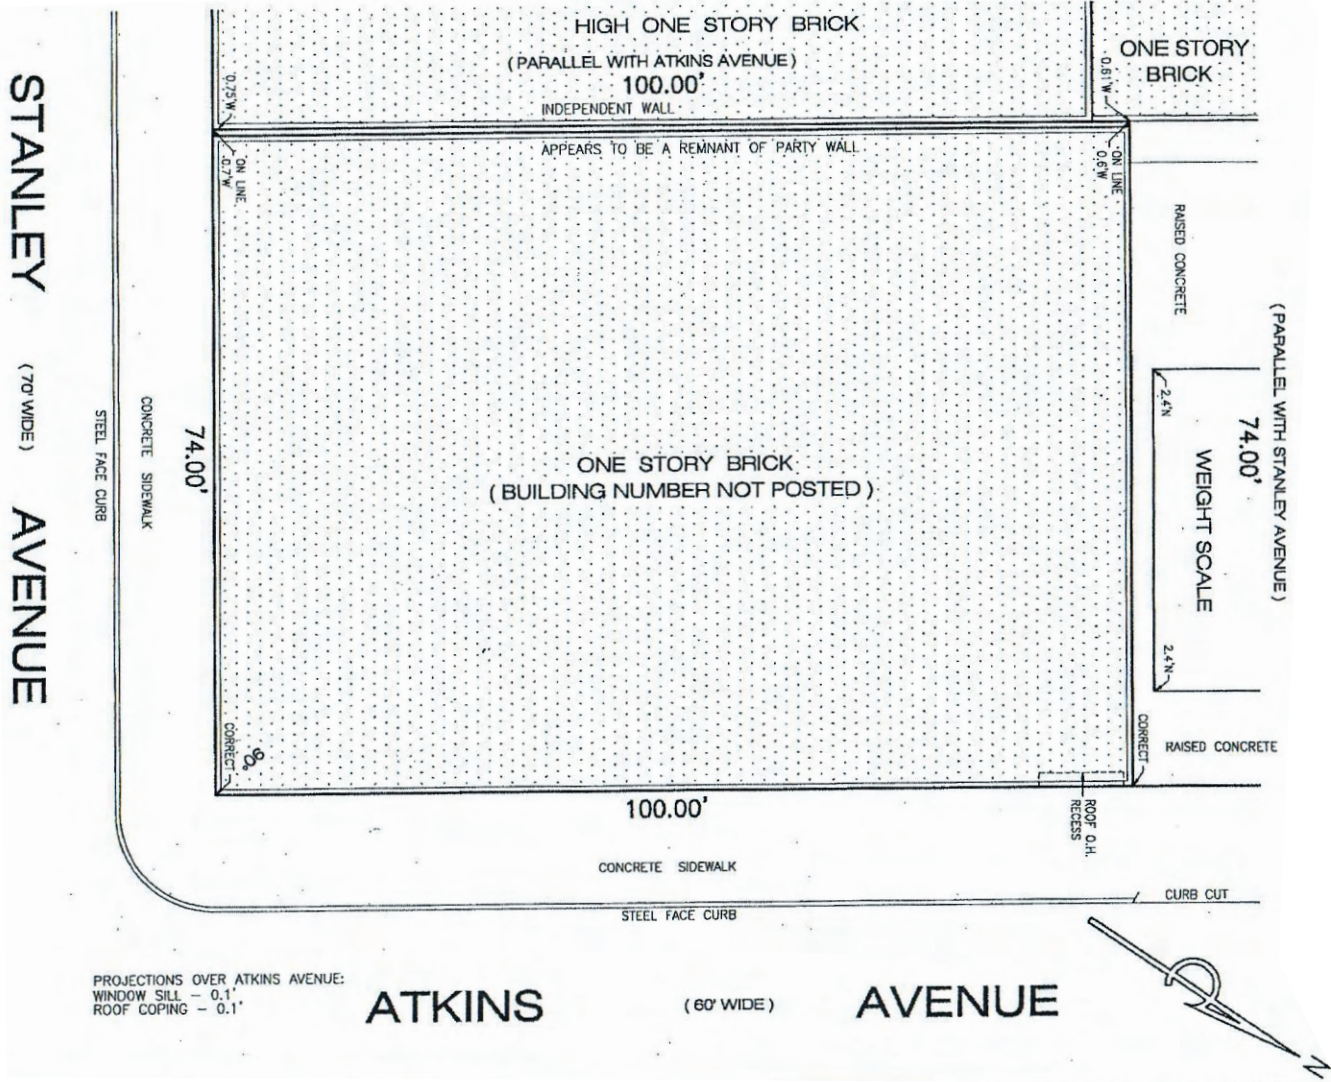 HIGH ONE STORY BRICK
(PARALLEL WITH ATKINS AVENUE)
100.00'
INDEPENDENT WALL
ONE STORY
BRICK
0.75'W
0.61'W
APPEARS TO BE A REMNANT OF PARTY WALL
ON LINE
0.7'W
ON LINE
0.6'W
STANLEY
(70' WIDE)
AVENUE
STEEL FACE CURB
CONCRETE SIDEWALK
74.00'
ONE STORY BRICK
(BUILDING NUMBER NOT POSTED)
RAISED CONCRETE
(PARALLEL WITH STANLEY AVENUE)
74.00'
WEIGHT SCALE
2.4'N
2.4'N
CORRECT
90°
CORRECT
RAISED CONCRETE
100.00'
ROOF O.H.
RECESS
CONCRETE SIDEWALK
CURB CUT
STEEL FACE CURB
PROJECTIONS OVER ATKINS AVENUE:
WINDOW SILL - 0.1'
ROOF COPING - 0.1'
ATKINS
(60' WIDE)
AVENUE
N